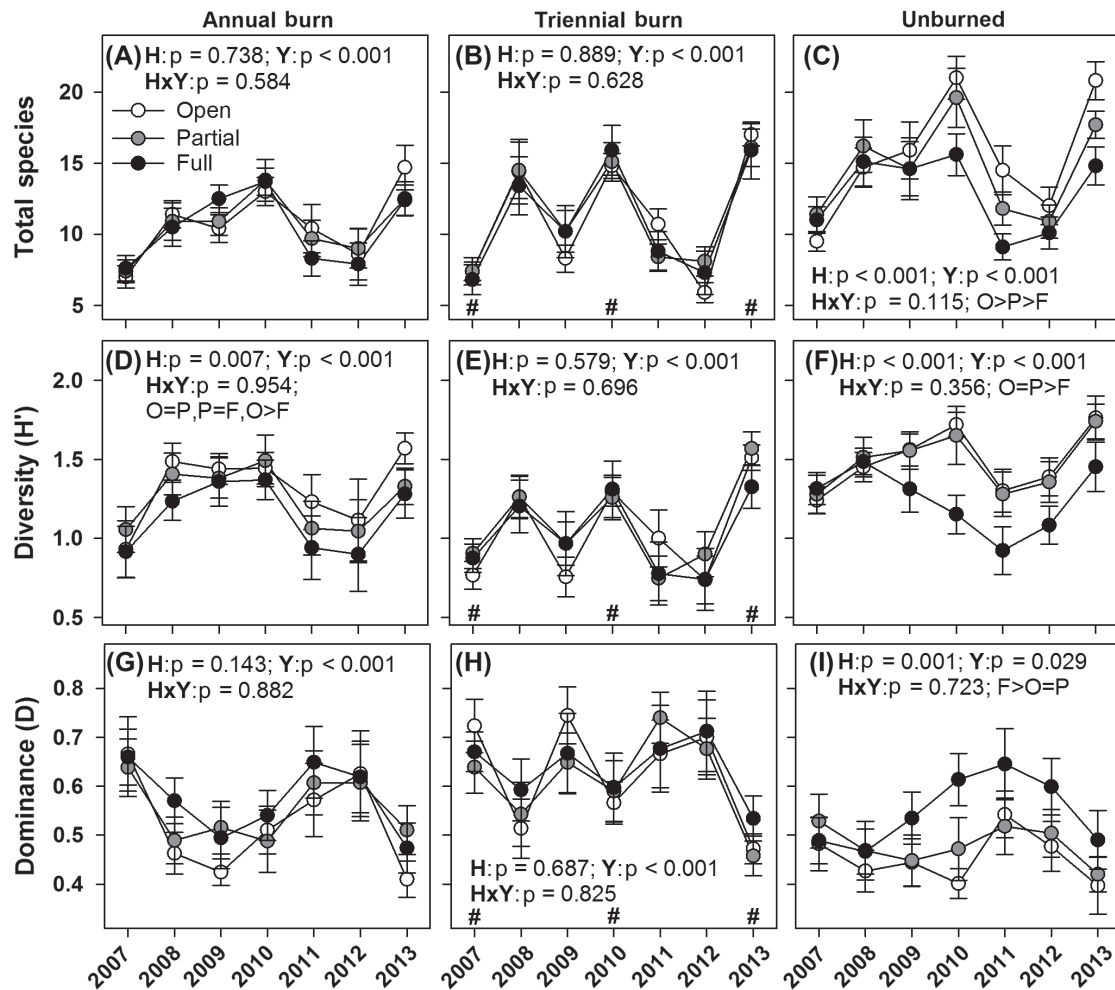 Annual burn
Triennial burn
Unburned
Total species
20
15
10
5
(A) H:p = 0.738; Y:p < 0.001
HxY:p = 0.584
Open
Partial
Full
(B) H:p = 0.889; Y:p < 0.001
HxY:p = 0.628
# # #
(C)
H:p < 0.001; Y:p < 0.001
HxY:p = 0.115; O>P>F
Diversity (H')
2.0
1.5
1.0
0.5
(D) H:p = 0.007; Y:p < 0.001
HxY:p = 0.954;
O=P,P=F,O>F
(E) H:p = 0.579; Y:p < 0.001
HxY:p = 0.696
# # #
(F) H:p < 0.001; Y:p < 0.001
HxY:p = 0.356; O=P>F
Dominance (D)
0.8
0.7
0.6
0.5
0.4
(G) H:p = 0.143; Y:p < 0.001
HxY:p = 0.882
(H)
H:p = 0.687; Y:p < 0.001
HxY:p = 0.825
# # #
(I) H:p = 0.001; Y:p = 0.029
HxY:p = 0.723; F>O=P
2007 2008 2009 2010 2011 2012 2013
2007 2008 2009 2010 2011 2012 2013
2007 2008 2009 2010 2011 2012 2013